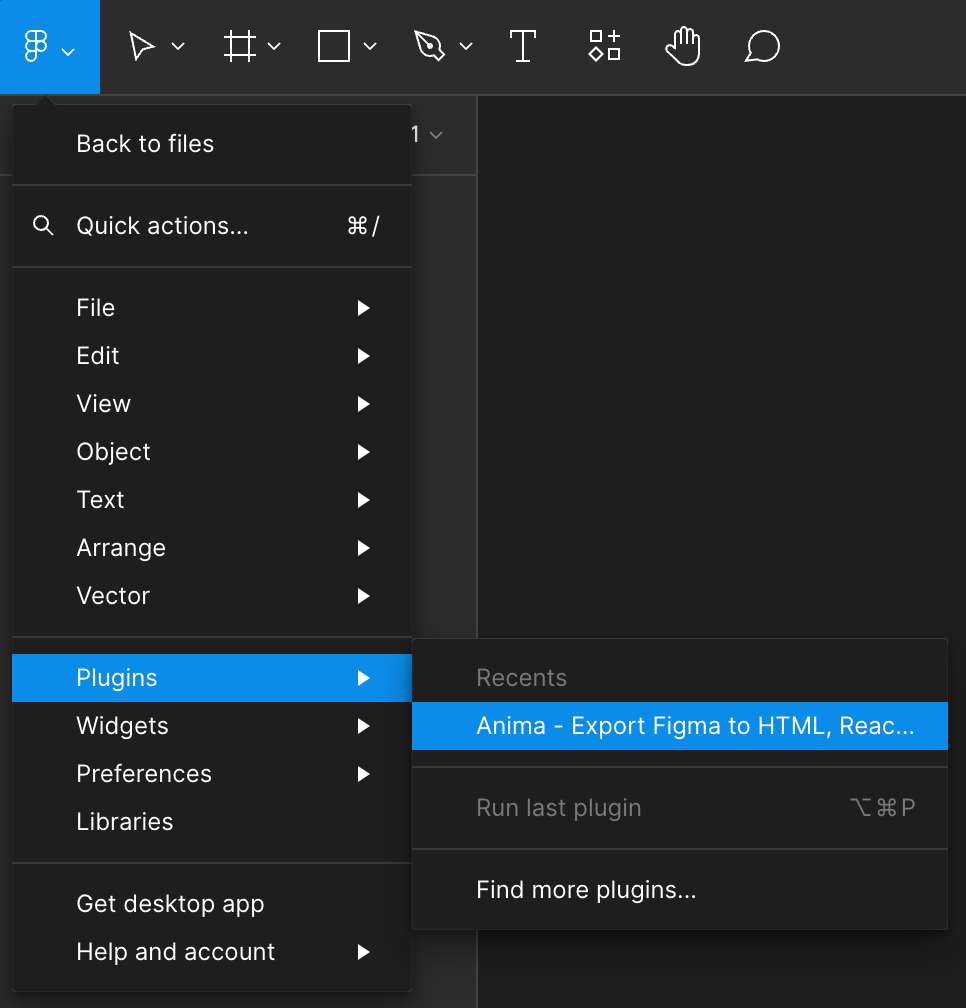 1
Back to files
Quick actions... ⌘/
File
Edit
View
Object
Text
Arrange
Vector
Plugins
Widgets
Preferences
Libraries
Get desktop app
Help and account
Recents
Anima - Export Figma to HTML, Reac...
Run last plugin ⌥⌘P
Find more plugins...